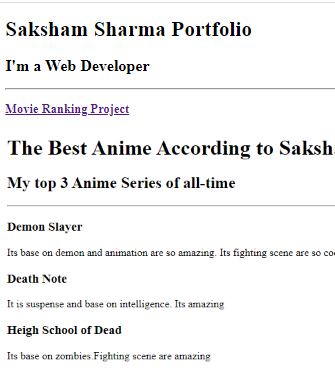 Saksham Sharma Portfolio
I'm a Web Developer
Movie Ranking Project
The Best Anime According to Saksh
My top 3 Anime Series of all-time
Demon Slayer
Its base on demon and animation are so amazing. Its fighting scene are so coo
Death Note
It is suspense and base on intelligence. Its amazing
Heigh School of Dead
Its base on zombies.Fighting scene are amazing